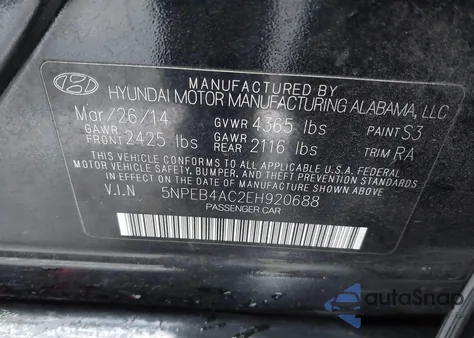 MANUFACTURED BY
HYUNDAI MOTOR MANUFACTURING ALABAMA, LLC
Mar/26/14 GVWR 4365 lbs PAINT S3
GAWR FRONT 2425 lbs GAWR REAR 2116 lbs TRIM RA
THIS VEHICLE CONFORMS TO ALL APPLICABLE U.S.A FEDERAL
MOTOR VEHICLE SAFETY, BUMPER, AND THEFT PREVENTION STANDARDS
IN EFFECT ON THE DATE OF MANUFACTURE SHOWN ABOVE.
V.I.N 5NPEB4AC2EH920688
PASSENGER CAR
autoSnap